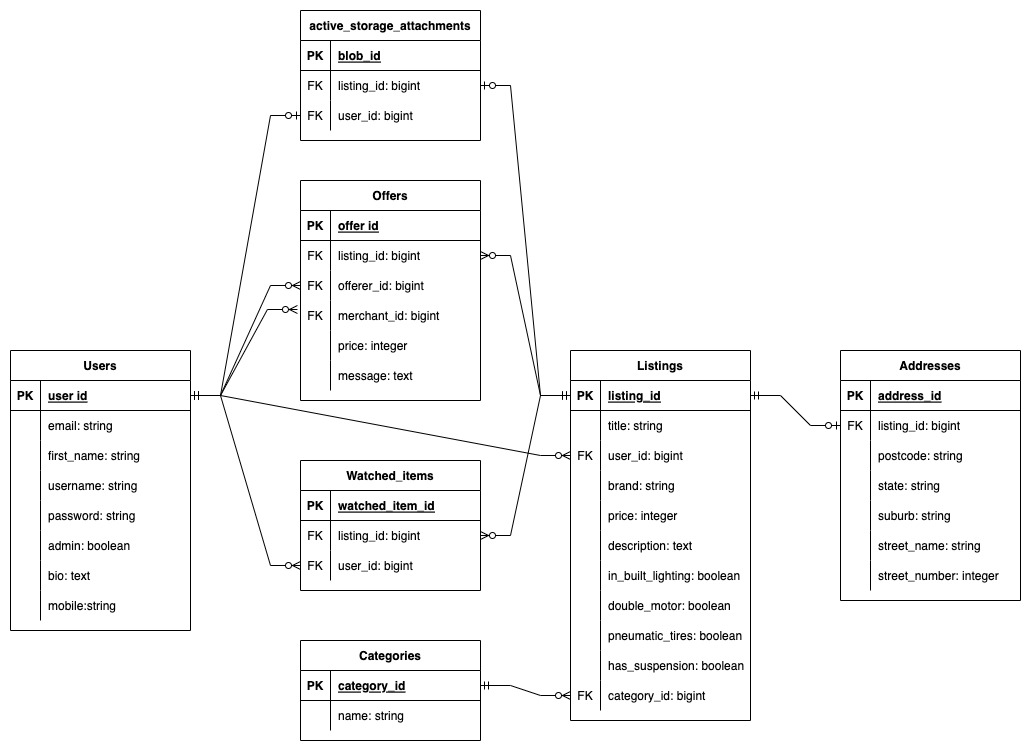 active_storage_attachments
PK blob_id
FK listing_id: bigint
FK user_id: bigint
Offers
PK offer id
FK listing_id: bigint
FK offerer_id: bigint
FK merchant_id: bigint
price: integer
message: text
Users
PK user id
email: string
first_name: string
username: string
password: string
admin: boolean
bio: text
mobile:string
Watched_items
PK watched_item_id
FK listing_id: bigint
FK user_id: bigint
Categories
PK category_id
name: string
Listings
PK listing_id
title: string
FK user_id: bigint
brand: string
price: integer
description: text
in_built_lighting: boolean
double_motor: boolean
pneumatic_tires: boolean
has_suspension: boolean
FK category_id: bigint
Addresses
PK address_id
FK listing_id: bigint
postcode: string
state: string
suburb: string
street_name: string
street_number: integer